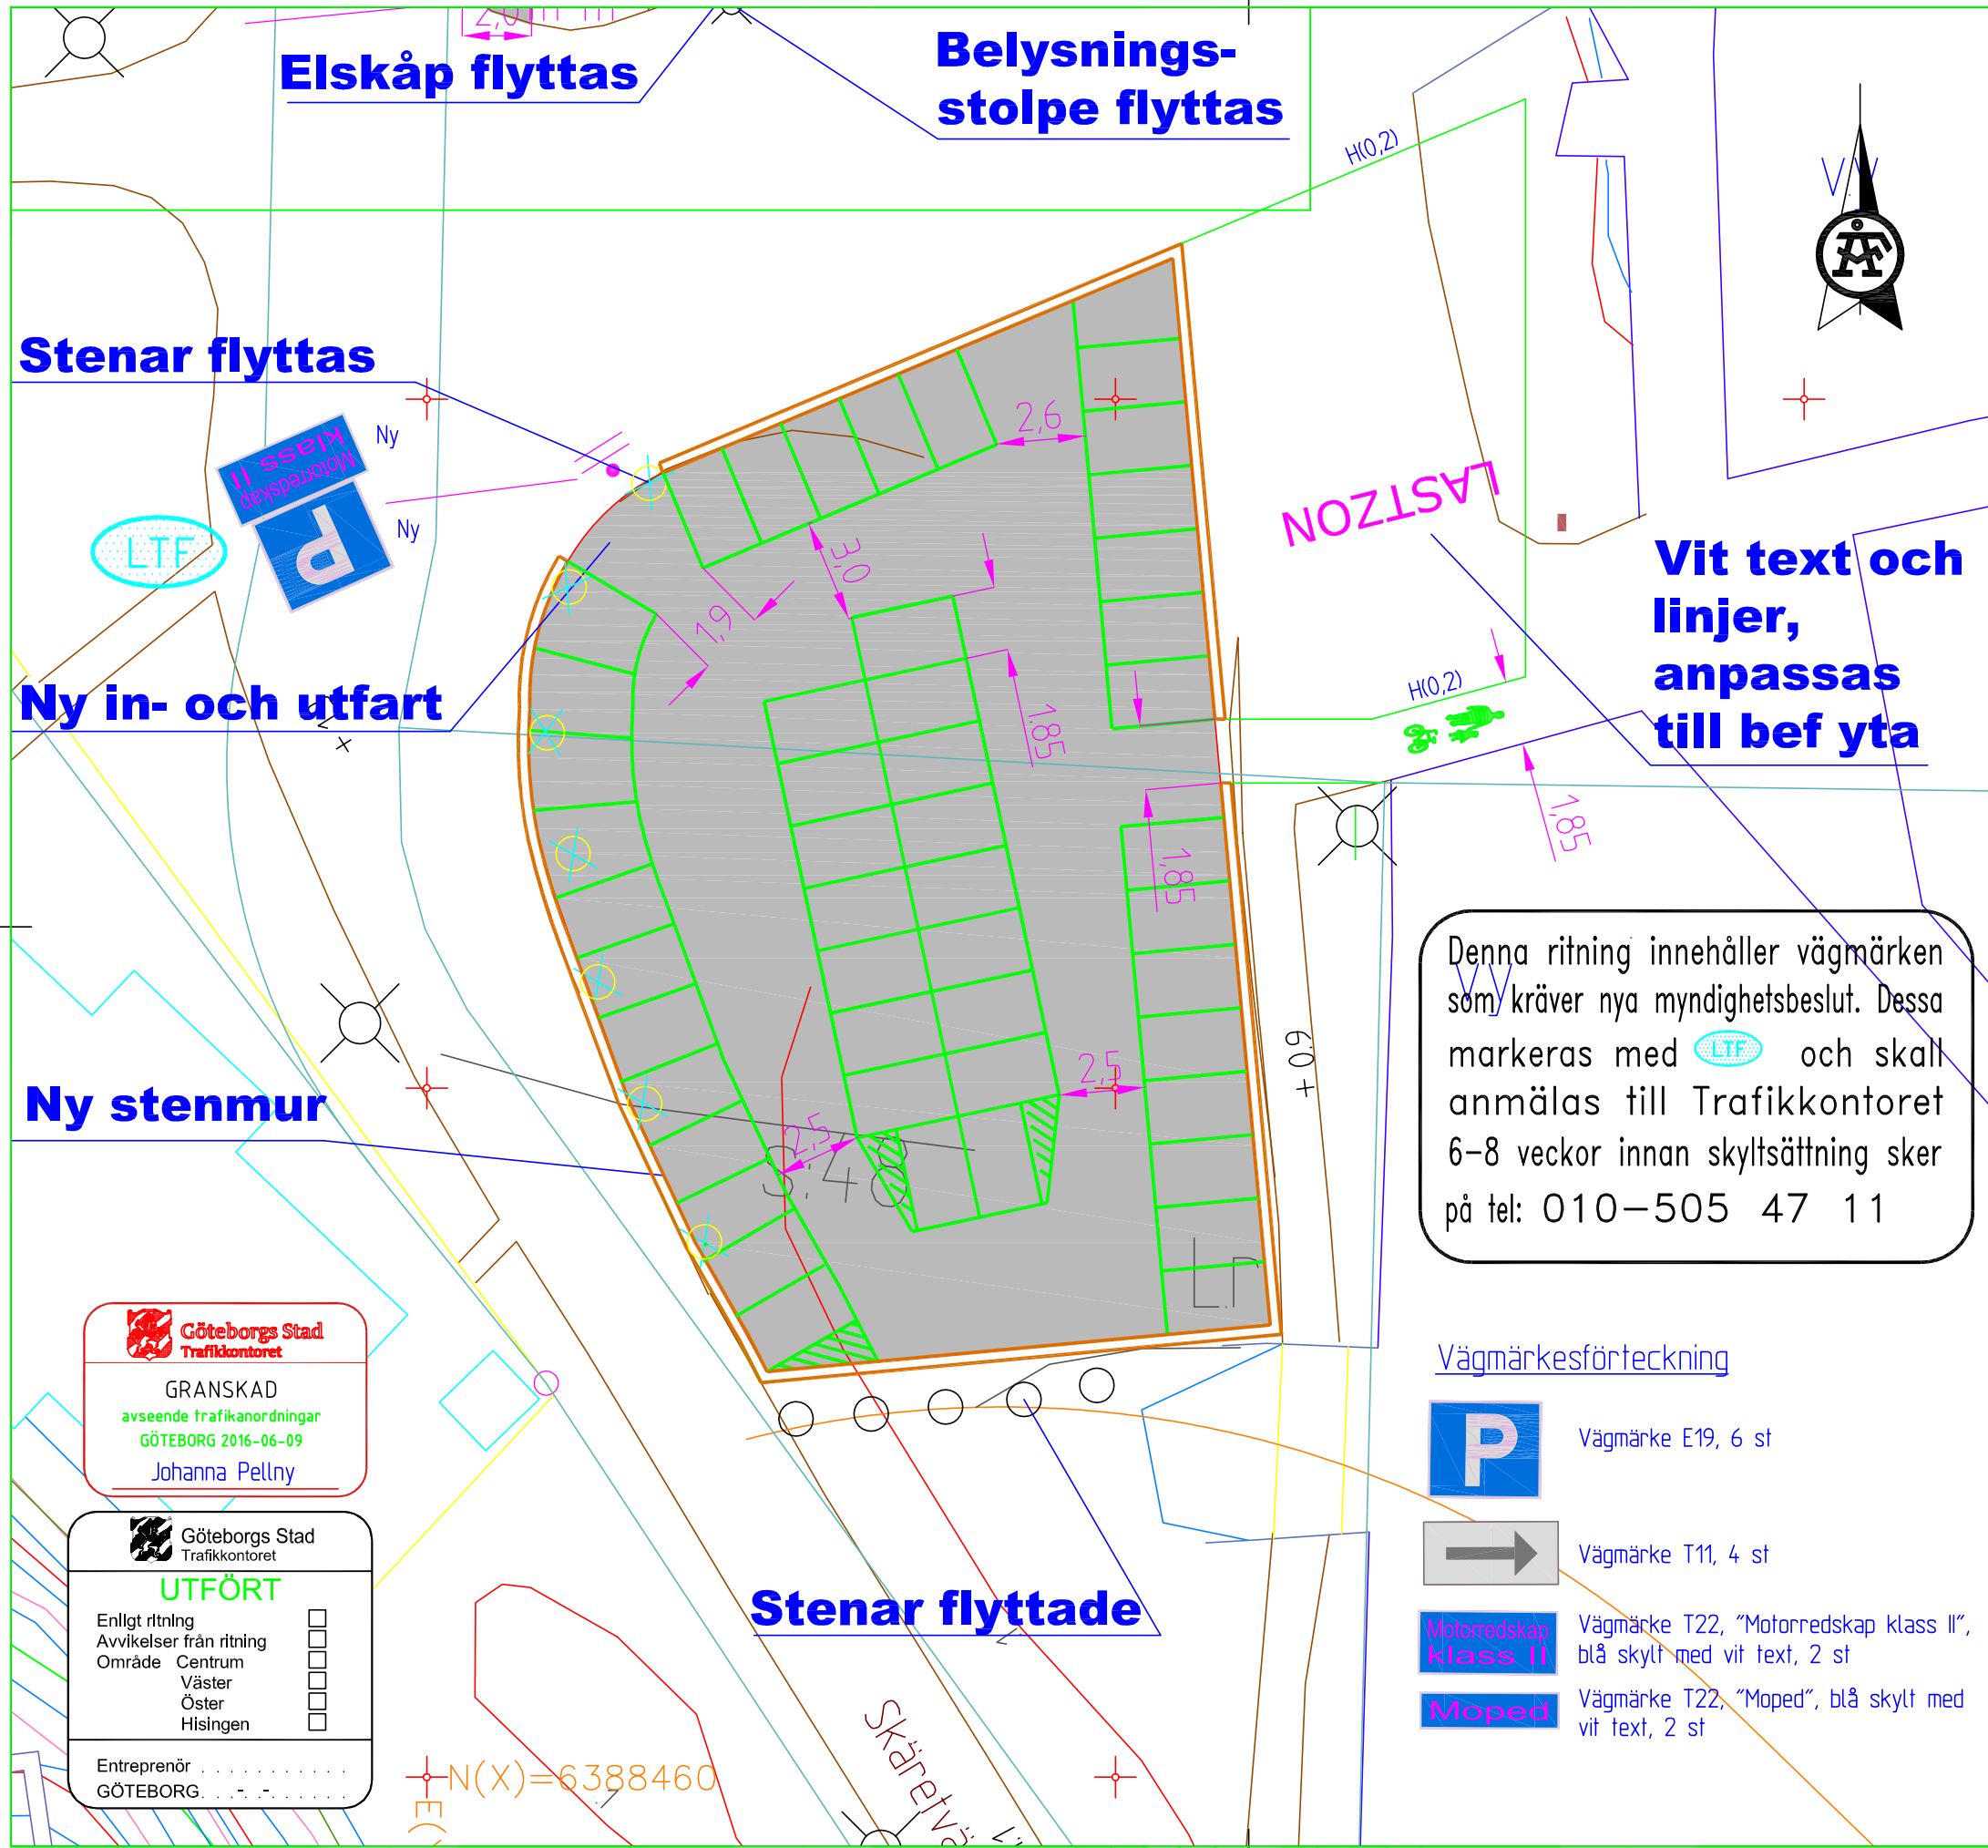 2,0
Elskåp flyttas
Belysnings-
stolpe flyttas
H(0,2)
Stenar flyttas
Ny
Motorredskap
klass II
P
Ny
LTF
ÅF
2,6
LASTZON
3,0
1,9
Vit text och
linjer,
anpassas
till bef yta
H(0,2)
Ny in- och utfart
1,85
1,85
1,85
Denna ritning innehåller vägmärken
som kräver nya myndighetsbeslut. Dessa
markeras med LTF och skall
anmälas till Trafikkontoret
6-8 veckor innan skyltsättning sker
på tel: 010-505 47 11
+ 0.9
2,5
2,5
3:48
Ny stenmur
Göteborgs Stad
Trafikkontoret
GRANSKAD
avseende trafikanordningar
GÖTEBORG 2016-06-09
Johanna Pellny
Göteborgs Stad
Trafikkontoret
UTFÖRT
Enligt ritning
Avvikelser från ritning
Område Centrum
Väster
Öster
Hisingen
Entreprenör . . . . . . . . . . .
GÖTEBORG. . .-. .-. . . . . .
Stenar flyttade
Vägmärkesförteckning
P
Vägmärke E19, 6 st
Vägmärke T11, 4 st
Motorredskap
klass II
Vägmärke T22, "Motorredskap klass II",
blå skylt med vit text, 2 st
Moped
Vägmärke T22, "Moped", blå skylt med
vit text, 2 st
N(X)=6388460
Skäretvä